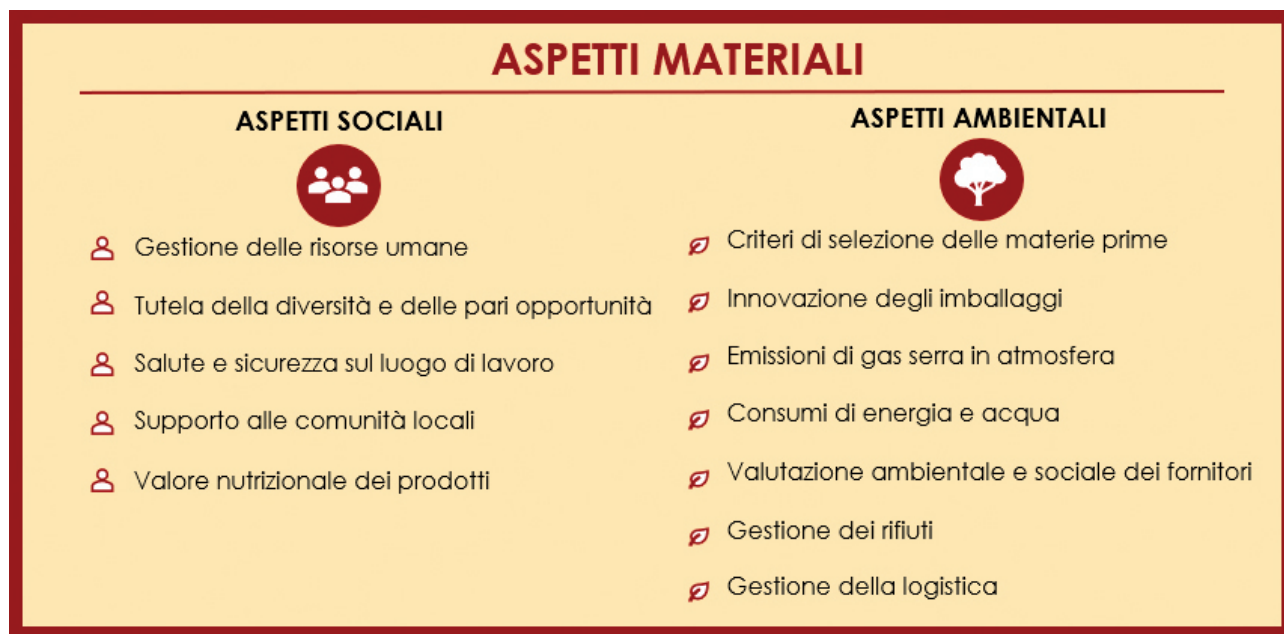 ASPETTI MATERIALI
ASPETTI SOCIALI
Gestione delle risorse umane
Tutela della diversità e delle pari opportunità
Salute e sicurezza sul luogo di lavoro
Supporto alle comunità locali
Valore nutrizionale dei prodotti
ASPETTI AMBIENTALI
Criteri di selezione delle materie prime
Innovazione degli imballaggi
Emissioni di gas serra in atmosfera
Consumi di energia e acqua
Valutazione ambientale e sociale dei fornitori
Gestione dei rifiuti
Gestione della logistica